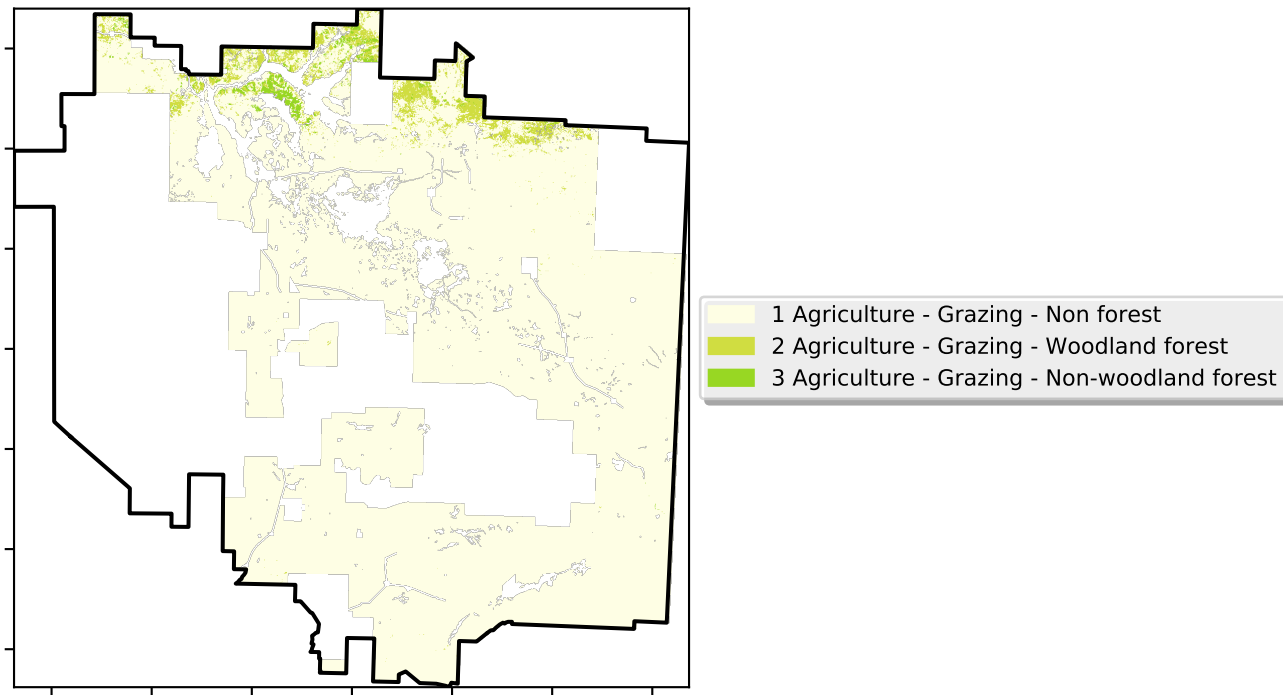 1 Agriculture - Grazing - Non forest
2 Agriculture - Grazing - Woodland forest
3 Agriculture - Grazing - Non-woodland forest